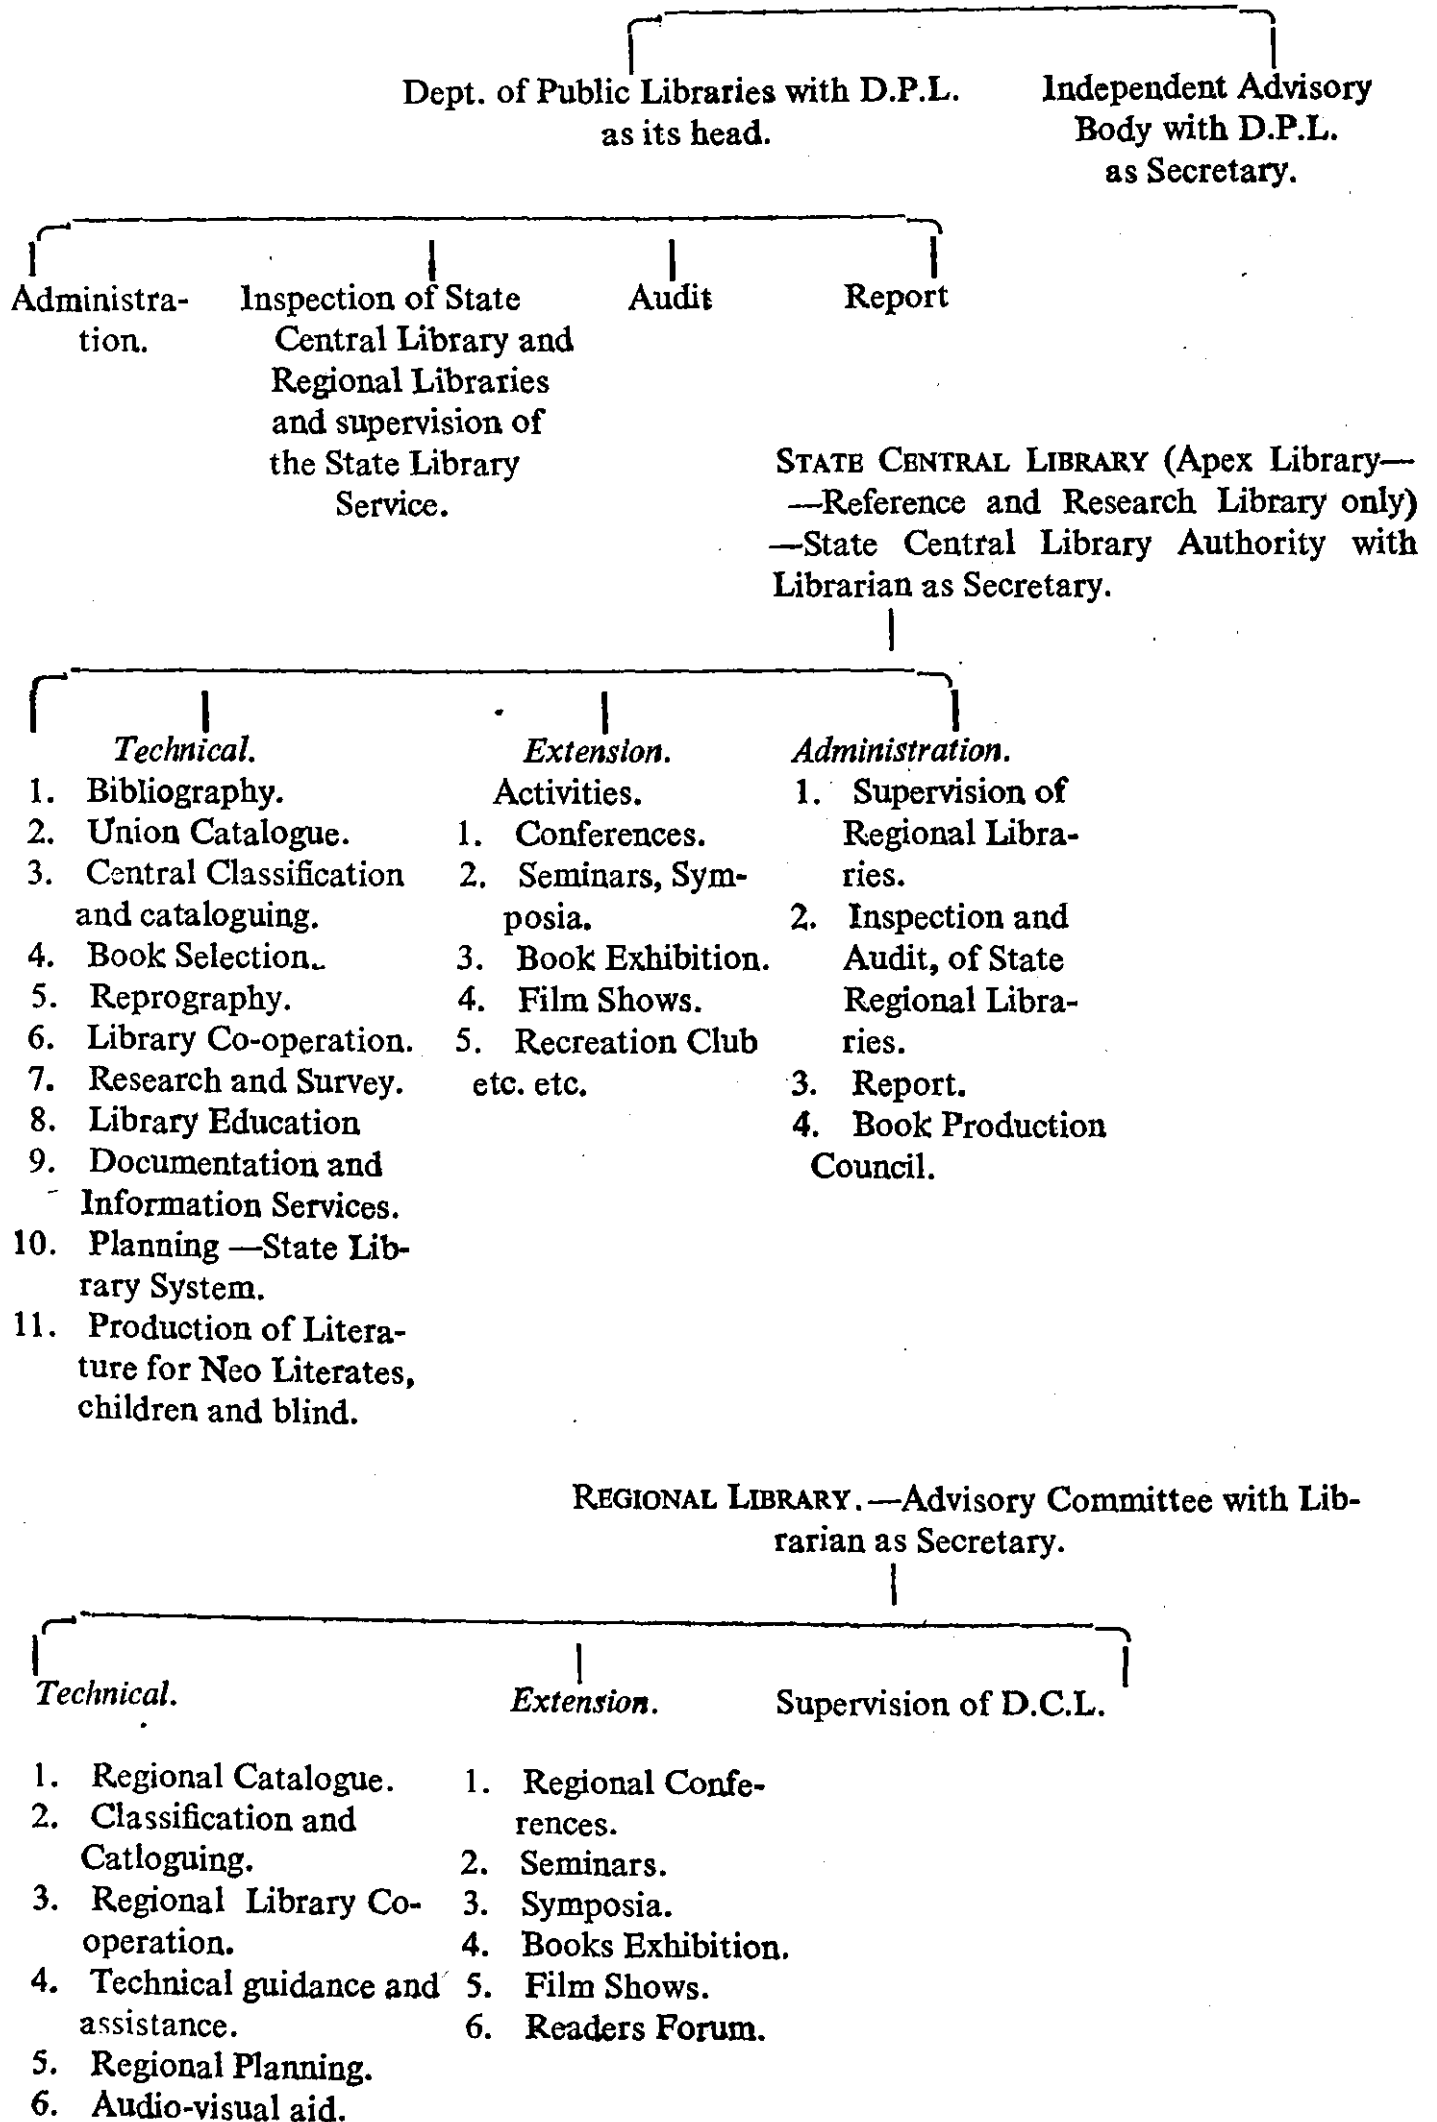 Dept. of Public Libraries with D.P.L.
as its head.
Independent Advisory
Body with D.P.L.
as Secretary.
Administra-
tion.
Inspection of State
Central Library and
Regional Libraries
and supervision of
the State Library
Service.
Audit
Report
STATE CENTRAL LIBRARY (Apex Library—
—Reference and Research Library only)
—State Central Library Authority with
Librarian as Secretary.
Technical.
1. Bibliography.
2. Union Catalogue.
3. Central Classification
and cataloguing.
4. Book Selection.
5. Reprography.
6. Library Co-operation.
7. Research and Survey.
8. Library Education
9. Documentation and
Information Services.
10. Planning —State Lib-
rary System.
11. Production of Litera-
ture for Neo Literates,
children and blind.
Extension.
Activities.
1. Conferences.
2. Seminars, Sym-
posia.
3. Book Exhibition.
4. Film Shows.
5. Recreation Club
etc. etc.
Administration.
1. Supervision of
Regional Libra-
ries.
2. Inspection and
Audit, of State
Regional Libra-
ries.
3. Report.
4. Book Production
Council.
REGIONAL LIBRARY.—Advisory Committee with Lib-
rarian as Secretary.
Technical.
1. Regional Catalogue.
2. Classification and
Catloguing.
3. Regional Library Co-
operation.
4. Technical guidance and
assistance.
5. Regional Planning.
6. Audio-visual aid.
Extension.
1. Regional Confe-
rences.
2. Seminars.
3. Symposia.
4. Books Exhibition.
5. Film Shows.
6. Readers Forum.
Supervision of D.C.L.